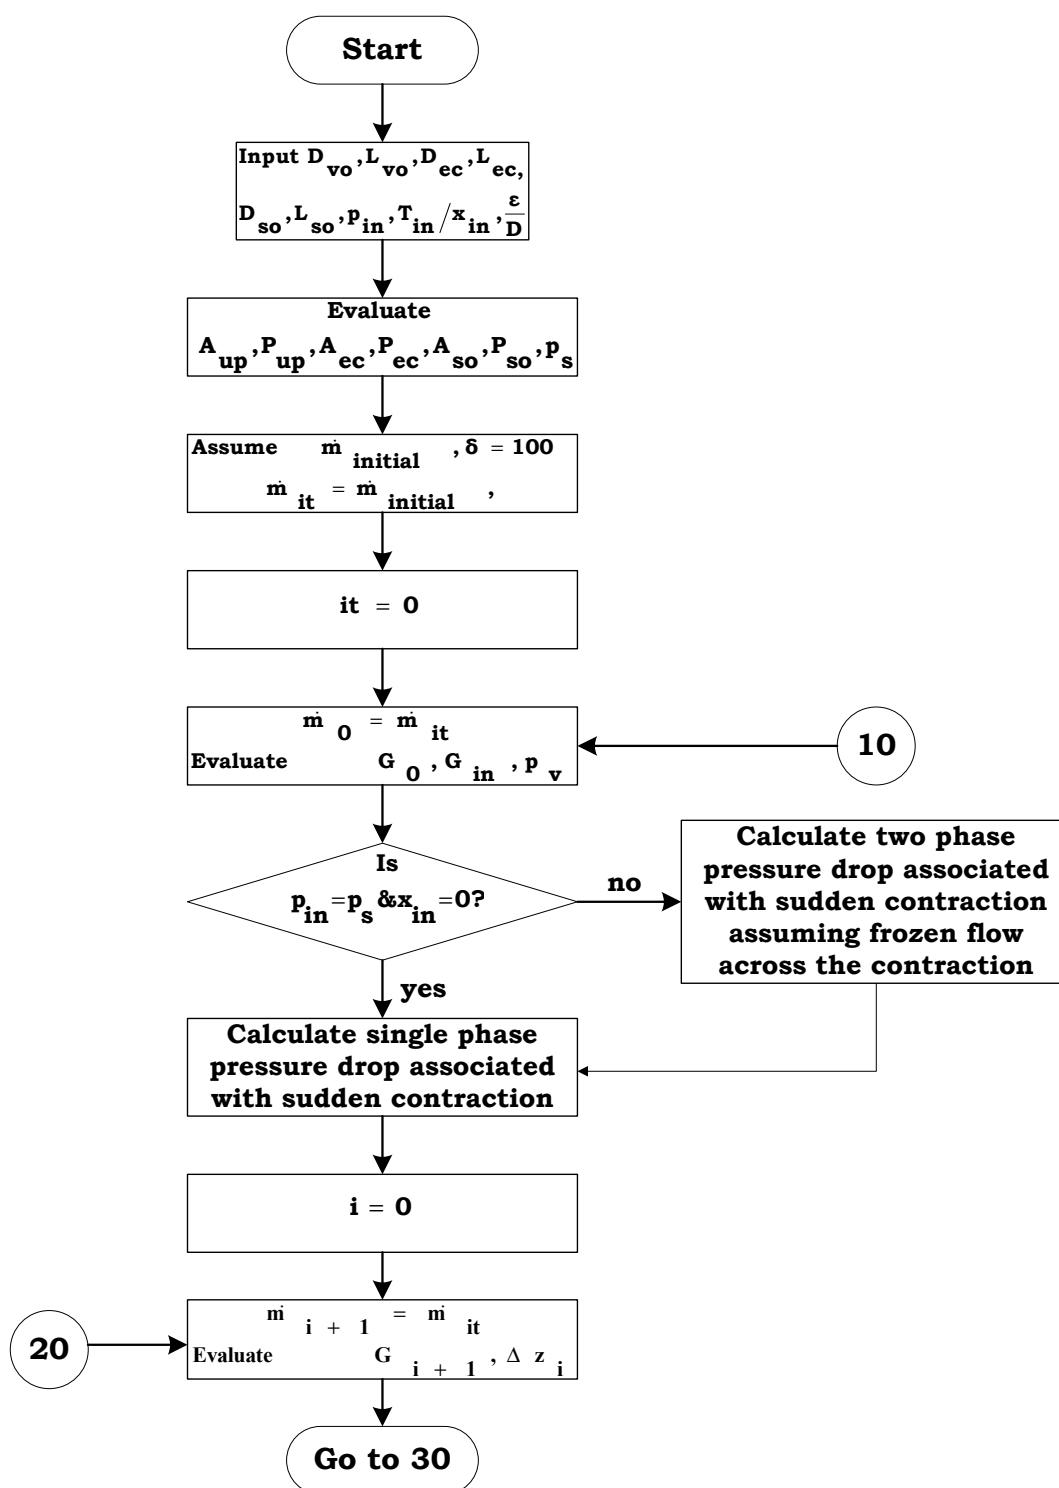 Start
Input D_vo, L_vo, D_ec, L_ec,
D_so, L_so, p_in, T_in/x_in, ε/D
Evaluate
A_up, P_up, A_ec, P_ec, A_so, P_so, p_s
Assume ṁ_initial, δ = 100
ṁ_it = ṁ_initial,
it = 0
ṁ_0 = ṁ_it
Evaluate G_0, G_in, p_v
10
Is
p_in=p_s &x_in=0?
no
Calculate two phase
pressure drop associated
with sudden contraction
assuming frozen flow
across the contraction
yes
Calculate single phase
pressure drop associated
with sudden contraction
i = 0
ṁ_i + 1 = ṁ_it
Evaluate G_i + 1, Δ z_i
20
Go to 30